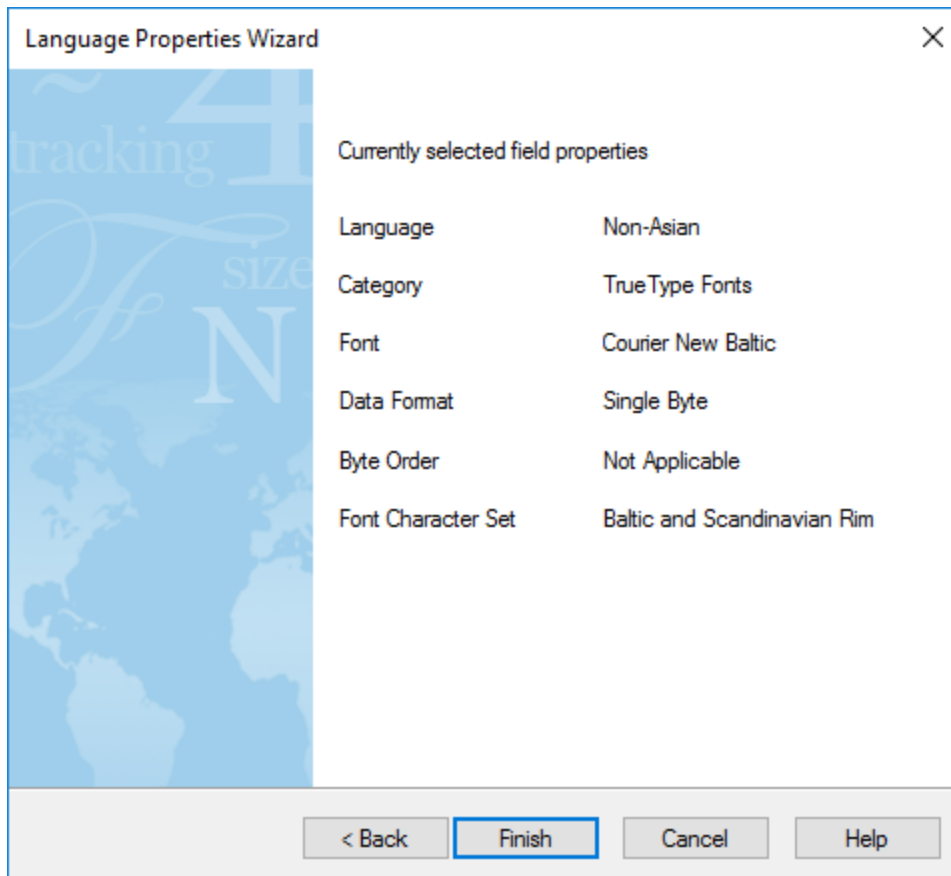 Language Properties Wizard
~ 4
tracking
F size
N
Currently selected field properties
Language Non-Asian
Category TrueType Fonts
Font Courier New Baltic
Data Format Single Byte
Byte Order Not Applicable
Font Character Set Baltic and Scandinavian Rim
< Back Finish Cancel Help